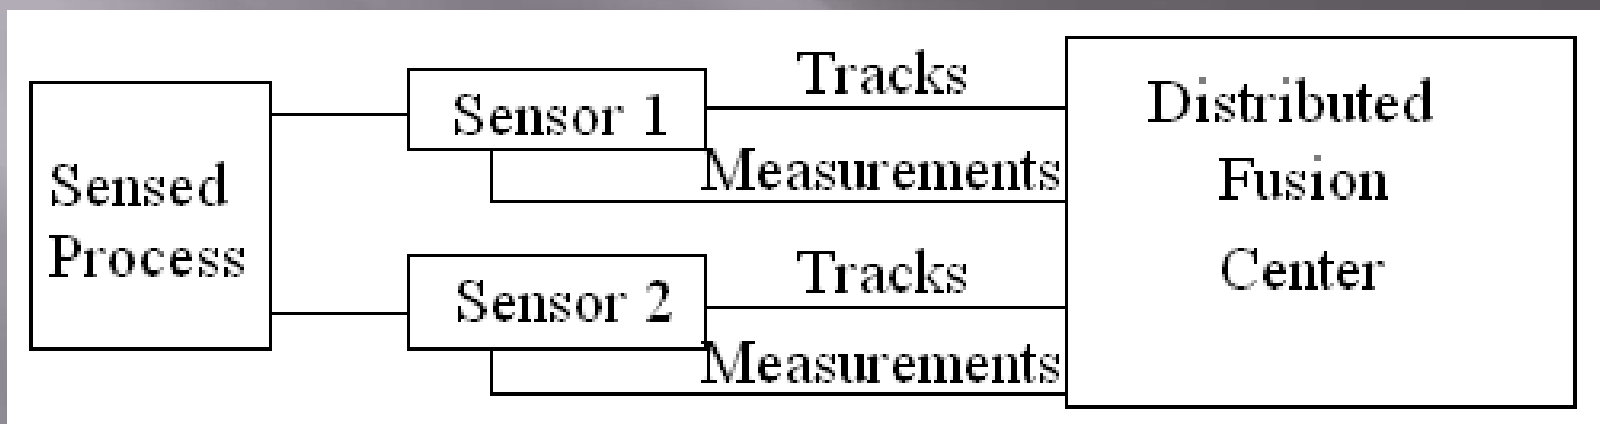 Sensed
Process
Sensor 1
Tracks
Measurements
Sensor 2
Tracks
Measurements
Distributed
Fusion
Center